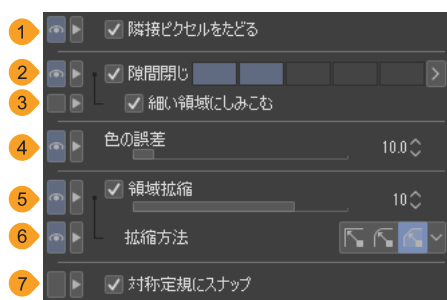 1 隣接ピクセルをたどる
2 隙間閉じ
3 細い領域にしみこむ
4 色の誤差 10.0
5 領域拡縮 10
6 拡縮方法
7 対称定規にスナップ